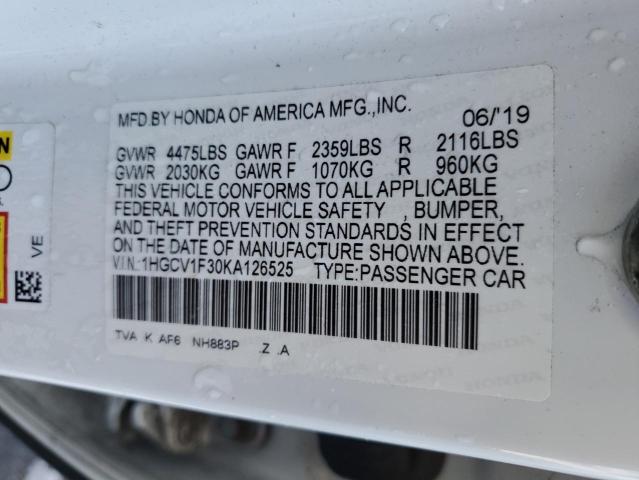 MFD BY HONDA OF AMERICA MFG.,INC. 06/'19
GVWR 4475LBS GAWR F 2359LBS R 2116LBS
GVWR 2030KG GAWR F 1070KG R 960KG
THIS VEHICLE CONFORMS TO ALL APPLICABLE
FEDERAL MOTOR VEHICLE SAFETY , BUMPER,
AND THEFT PREVENTION STANDARDS IN EFFECT
ON THE DATE OF MANUFACTURE SHOWN ABOVE.
V.I.N.:1HGCV1F30KA126525 TYPE:PASSENGER CAR
TVA K AF6 NH883P .Z .A
VE